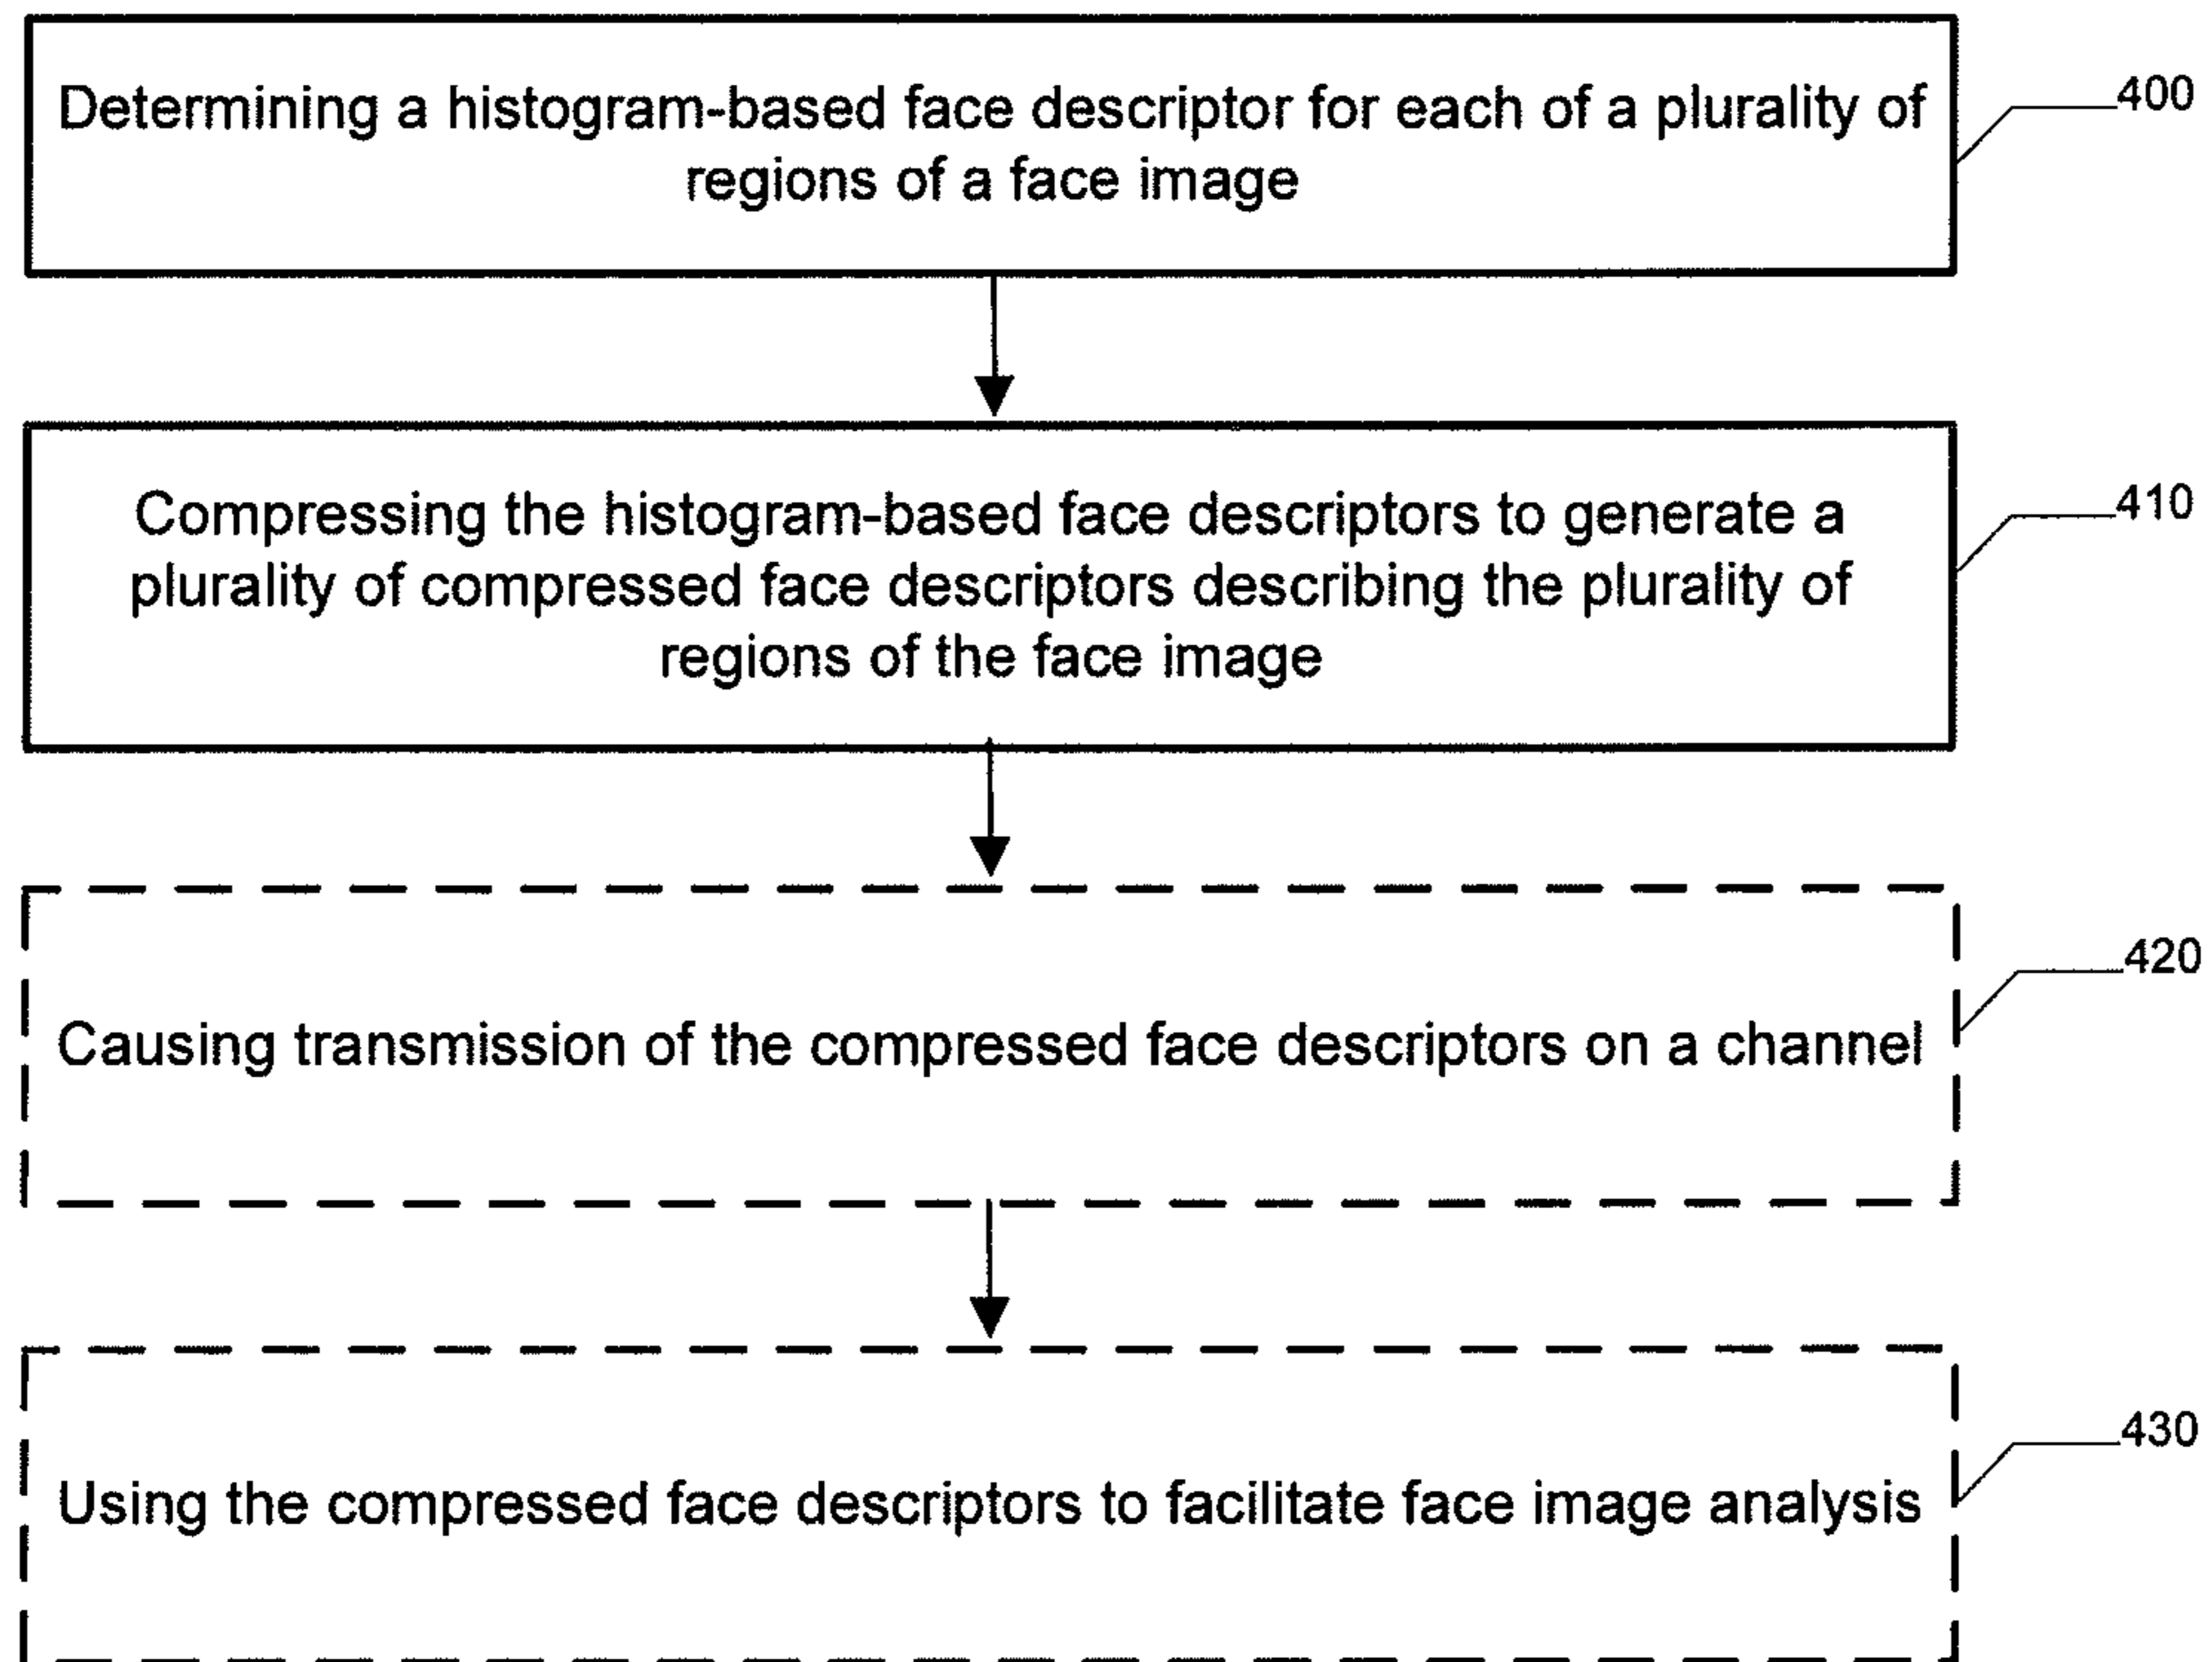 Determining a histogram-based face descriptor for each of a plurality of
regions of a face image
400
Compressing the histogram-based face descriptors to generate a
plurality of compressed face descriptors describing the plurality of
regions of the face image
410
Causing transmission of the compressed face descriptors on a channel
420
Using the compressed face descriptors to facilitate face image analysis
430